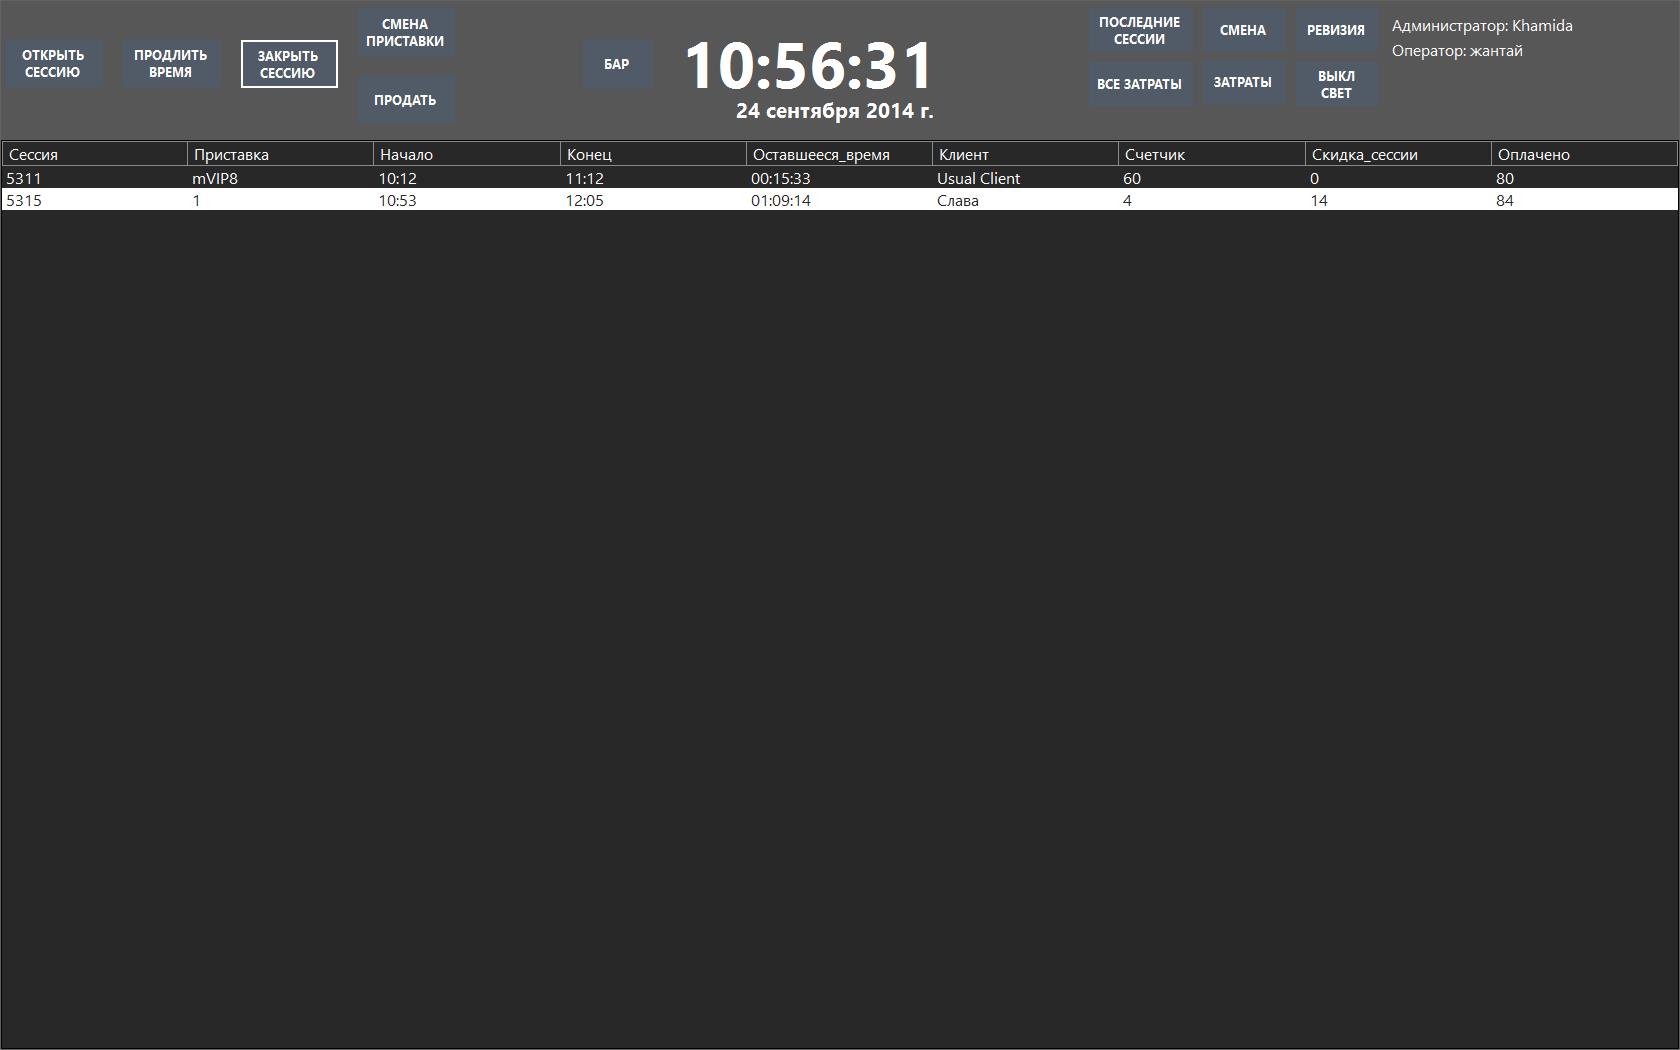 ОТКРЫТЬ
СЕССИЮ
ПРОДЛИТЬ
ВРЕМЯ
ЗАКРЫТЬ
СЕССИЮ
СМЕНА
ПРИСТАВКИ
ПРОДАТЬ
БАР
10:56:31
24 сентября 2014 г.
ПОСЛЕДНИЕ
СЕССИИ
СМЕНА
РЕВИЗИЯ
ВСЕ ЗАТРАТЫ
ЗАТРАТЫ
ВЫКЛ
СВЕТ
Администратор: Khamida
Оператор: жантай
Сессия Приставка Начало Конец Оставшееся_время Клиент Счетчик Скидка_сессии Оплачено
5311 mVIP8 10:12 11:12 00:15:33 Usual Client 60 0 80
5315 1 10:53 12:05 01:09:14 Слава 4 14 84